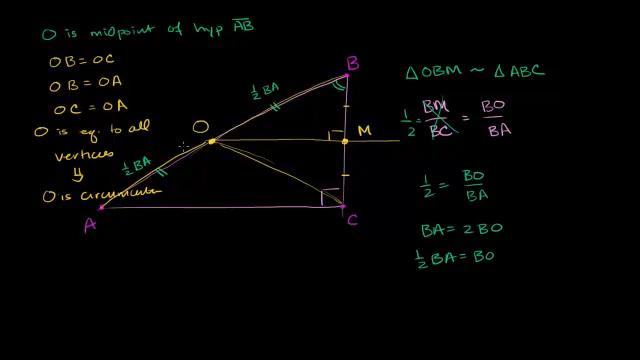 O is midpoint of hyp AB
OB = OC
OB = OA
OC = OA
O is eq. to all
vertices
⇓
O is circumcenter
½ BA
½ BA
O
B
M
C
A
△OBM ~ △ABC
½ = BM/BC = BO/BA
½ = BO/BA
BA = 2BO
½ BA = BO